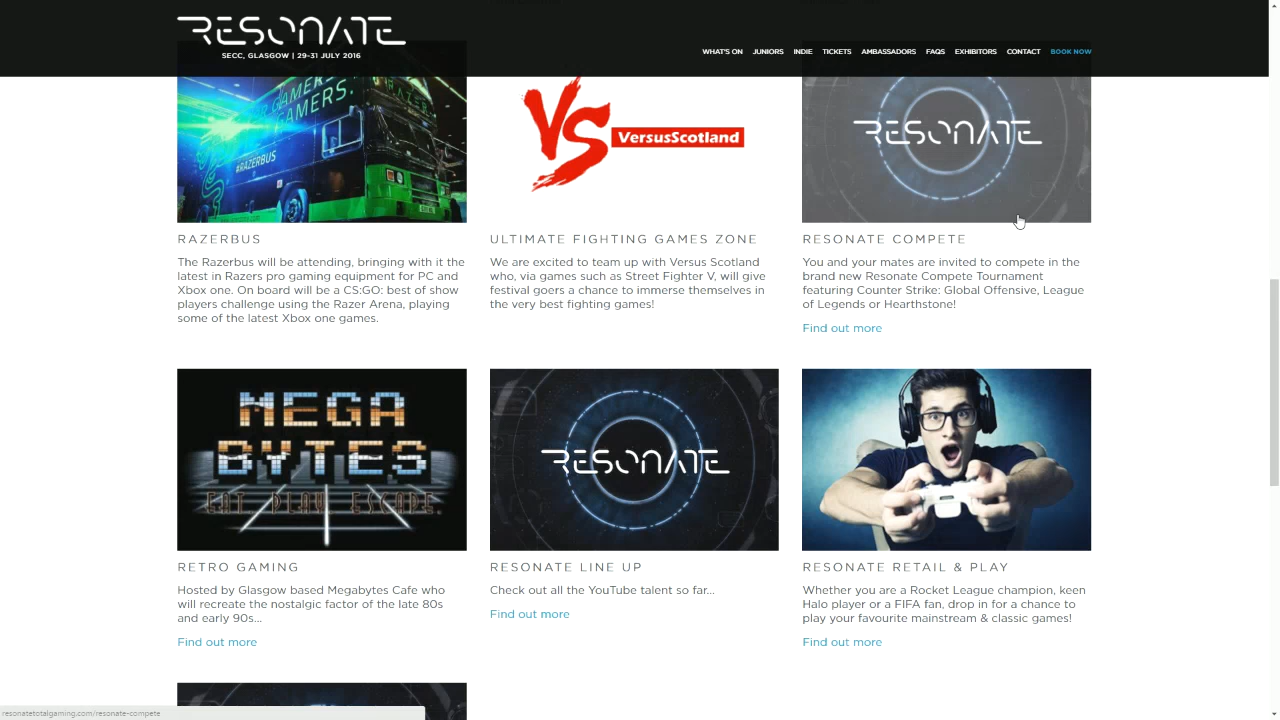 RESONATE
SECC, GLASGOW | 29-31 JULY 2016
WHAT'S ON JUNIORS INDIE TICKETS AMBASSADORS FAQS EXHIBITORS CONTACT BOOK NOW
GAMERS.
GAMERS.
RAZER
#RAZERBUS
VS VersusScotland
RESONATE
RAZERBUS
The Razerbus will be attending, bringing with it the
latest in Razers pro gaming equipment for PC and
Xbox one. On board will be a CS:GO: best of show
players challenge using the Razer Arena, playing
some of the latest Xbox one games.
ULTIMATE FIGHTING GAMES ZONE
We are excited to team up with Versus Scotland
who, via games such as Street Fighter V, will give
festival goers a chance to immerse themselves in
the very best fighting games!
RESONATE COMPETE
You and your mates are invited to compete in the
brand new Resonate Compete Tournament
featuring Counter Strike: Global Offensive, League
of Legends or Hearthstone!
Find out more
MEGA
BYTES
EAT. PLAY. ESCAPE.
RESONATE
RETRO GAMING
Hosted by Glasgow based Megabytes Cafe who
will recreate the nostalgic factor of the late 80s
and early 90s...
Find out more
RESONATE LINE UP
Check out all the YouTube talent so far...
Find out more
RESONATE RETAIL & PLAY
Whether you are a Rocket League champion, keen
Halo player or a FIFA fan, drop in for a chance to
play your favourite mainstream & classic games!
Find out more
resonatetotalgaming.com/resonate-compete